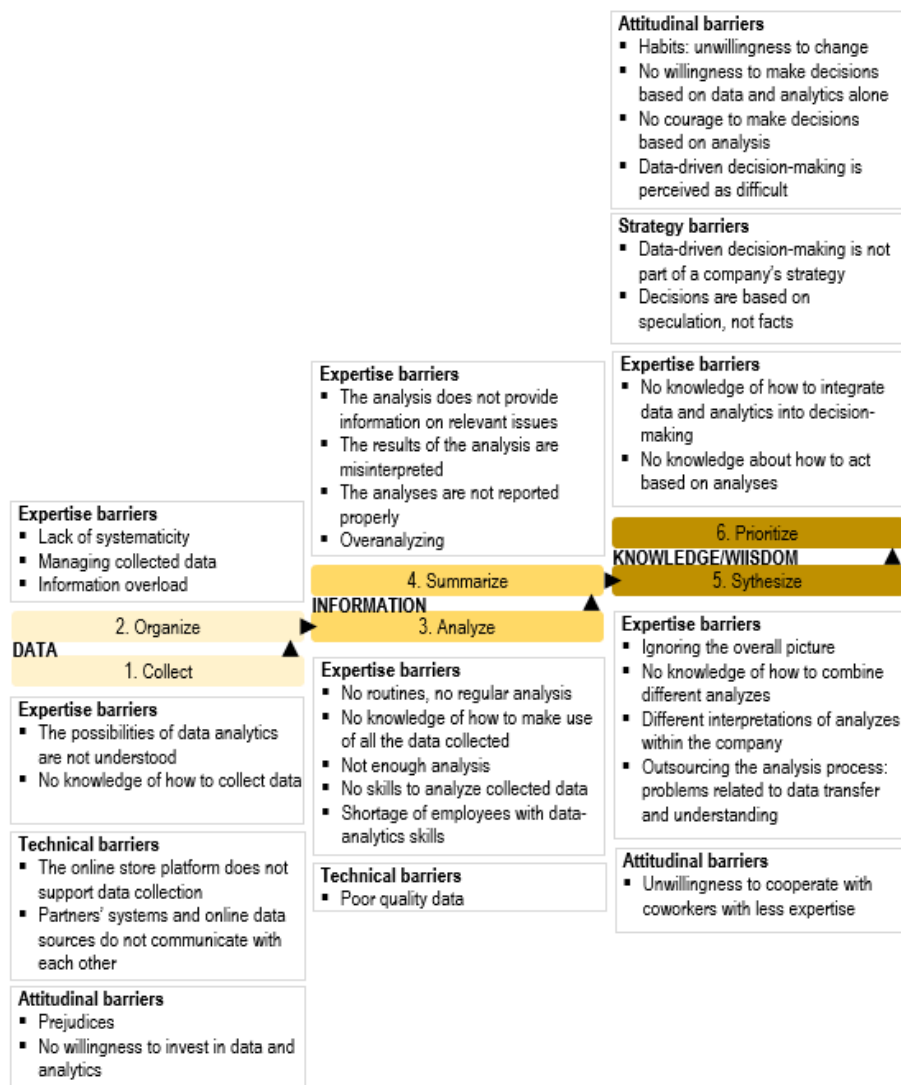 Attitudinal barriers
▪ Habits: unwillingness to change
▪ No willingness to make decisions
based on data and analytics alone
▪ No courage to make decisions
based on analysis
▪ Data-driven decision-making is
perceived as difficult
Strategy barriers
▪ Data-driven decision-making is not
part of a company's strategy
▪ Decisions are based on
speculation, not facts
Expertise barriers
▪ No knowledge of how to integrate
data and analytics into decision-
making
▪ No knowledge about how to act
based on analyses
6. Prioritize
KNOWLEDGE/WIISDOM
5. Sythesize
Expertise barriers
▪ Ignoring the overall picture
▪ No knowledge of how to combine
different analyzes
▪ Different interpretations of analyzes
within the company
▪ Outsourcing the analysis process:
problems related to data transfer
and understanding
Attitudinal barriers
▪ Unwillingness to cooperate with
coworkers with less expertise
Expertise barriers
▪ The analysis does not provide
information on relevant issues
▪ The results of the analysis are
misinterpreted
▪ The analyses are not reported
properly
▪ Overanalyzing
4. Summarize
INFORMATION
3. Analyze
Expertise barriers
▪ No routines, no regular analysis
▪ No knowledge of how to make use
of all the data collected
▪ Not enough analysis
▪ No skills to analyze collected data
▪ Shortage of employees with data-
analytics skills
Technical barriers
▪ Poor quality data
Expertise barriers
▪ Lack of systematicity
▪ Managing collected data
▪ Information overload
2. Organize
DATA
1. Collect
Expertise barriers
▪ The possibilities of data analytics
are not understood
▪ No knowledge of how to collect data
Technical barriers
▪ The online store platform does not
support data collection
▪ Partners' systems and online data
sources do not communicate with
each other
Attitudinal barriers
▪ Prejudices
▪ No willingness to invest in data and
analytics